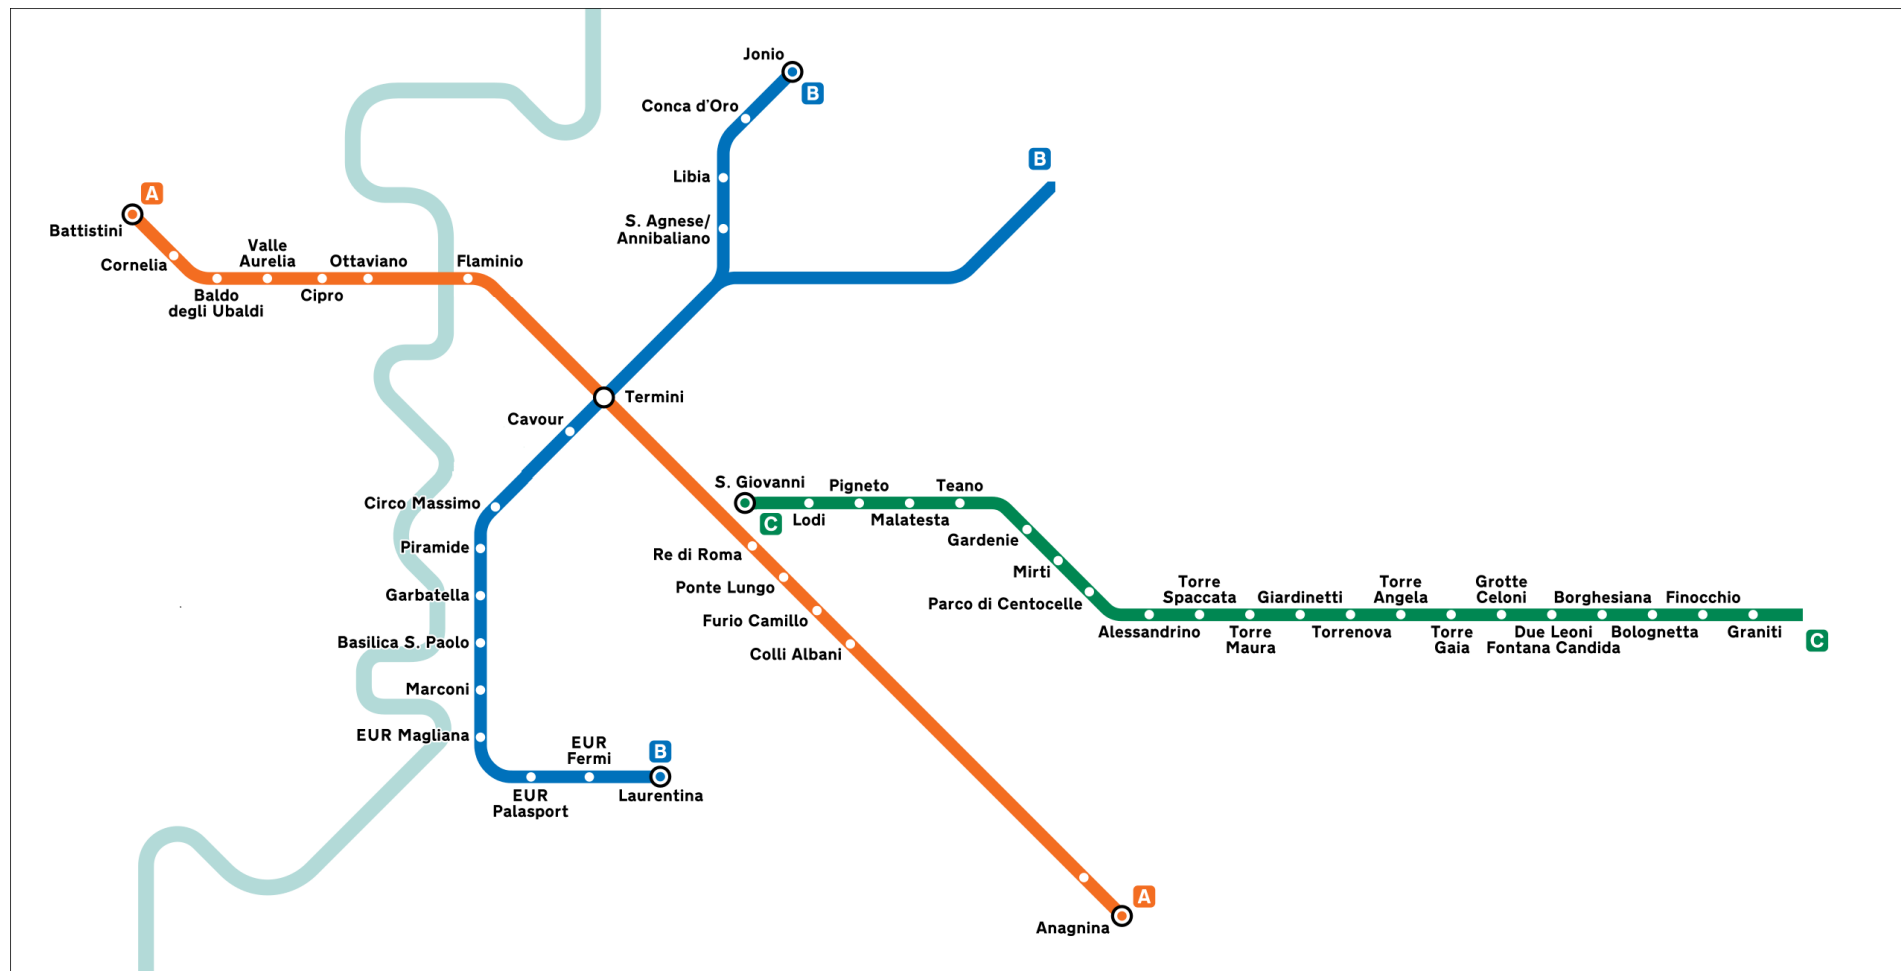 Jonio
B
Conca d'Oro
B
Libia
A
Battistini
S. Agnese/
Annibaliano
Cornelia
Valle
Aurelia
Ottaviano
Flaminio
Baldo
degli Ubaldi
Cipro
Termini
Cavour
Circo Massimo
S. Giovanni
Pigneto
Teano
C
Lodi
Malatesta
Piramide
Re di Roma
Gardenie
Garbatella
Ponte Lungo
Mirti
Furio Camillo
Parco di Centocelle
Basilica S. Paolo
Colli Albani
Alessandrino
Torre
Spaccata
Torre
Maura
Giardinetti
Torrenova
Torre
Angela
Torre
Gaia
Grotte
Celoni
Due Leoni
Fontana Candida
Borghesiana
Bolognetta
Finocchio
Graniti
C
Marconi
EUR Magliana
EUR
Fermi
B
EUR
Palasport
Laurentina
A
Anagnina